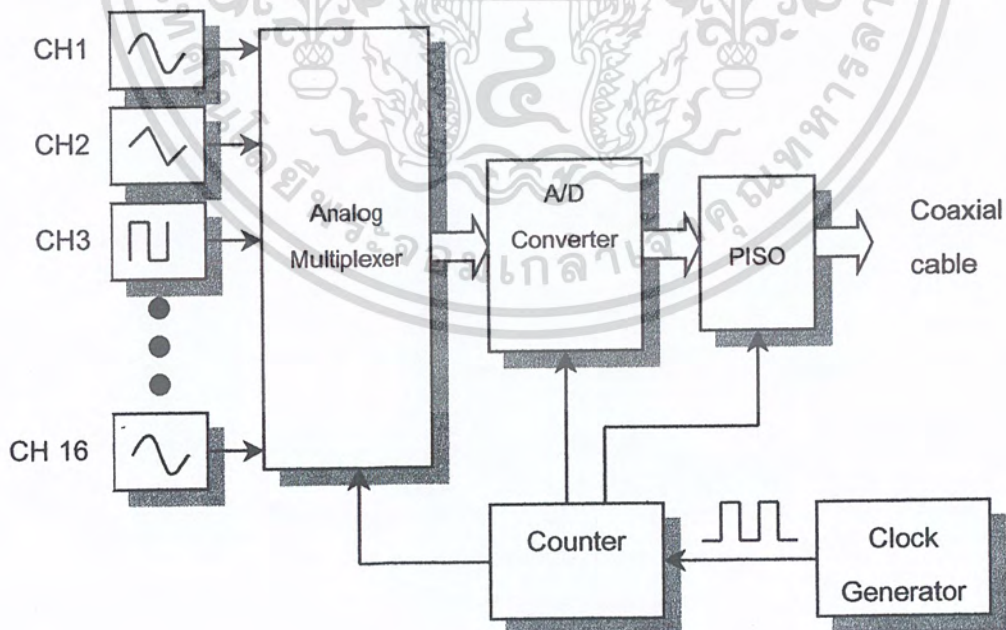 CH1
CH2
CH3
CH 16
Analog
Multiplexer
A/D
Converter
PISO
Coaxial
cable
Counter
Clock
Generator